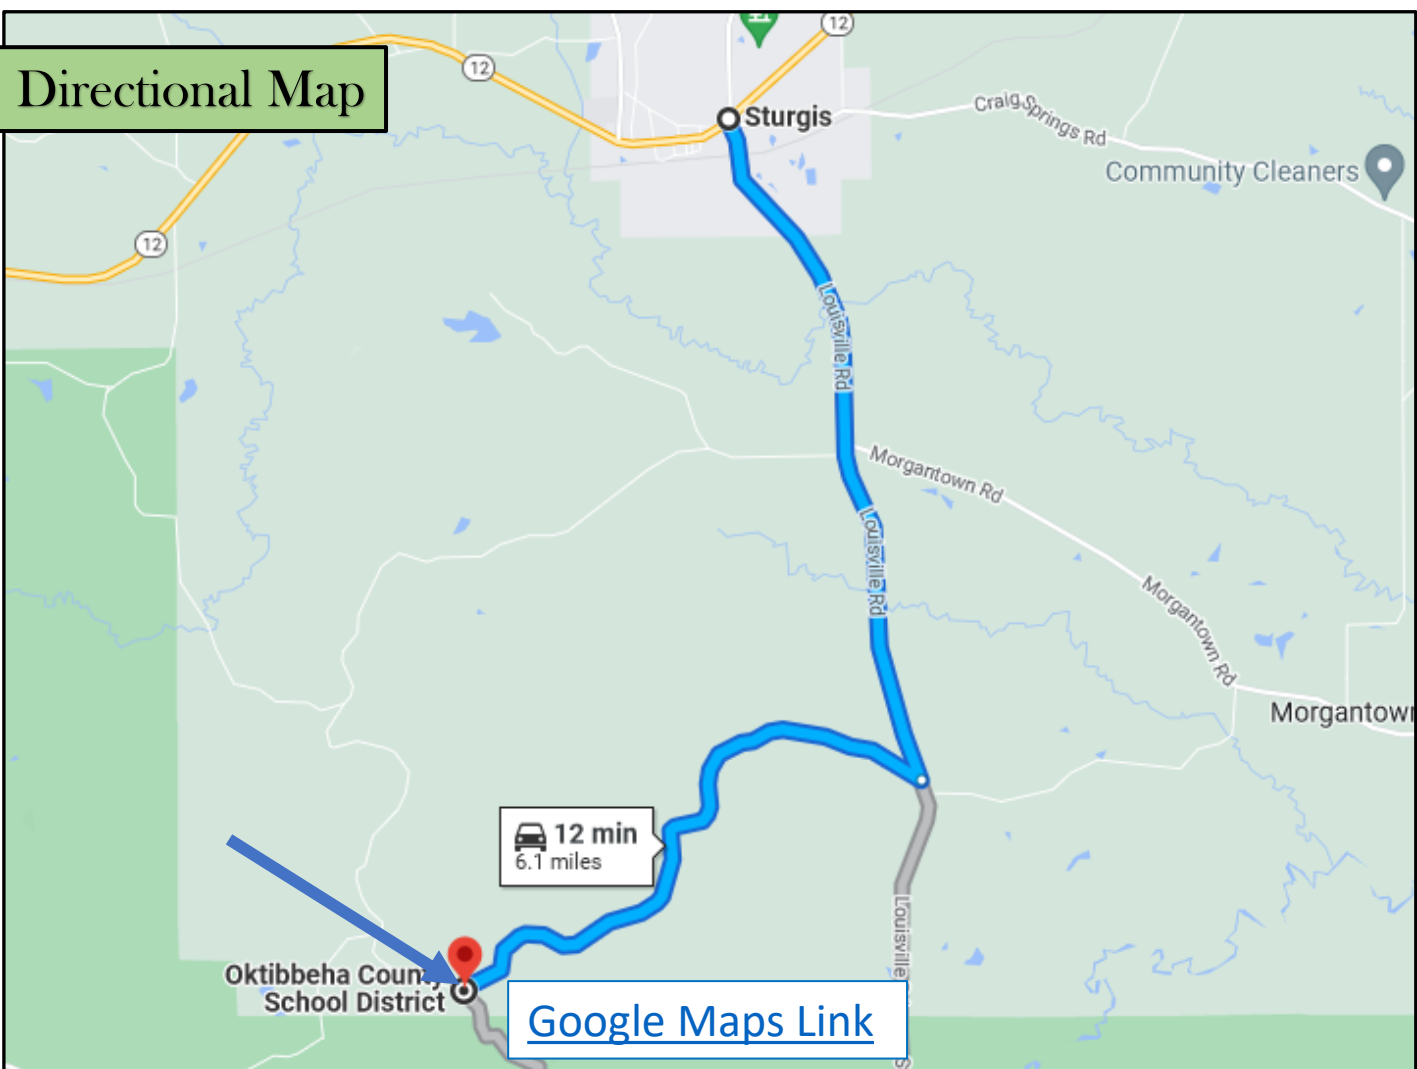 12
Directional Map
12
Sturgis
Craig Springs Rd
Community Cleaners
12
Louisville Rd
Morgantown Rd
Louisville Rd
Morgantown Rd
Morgantown
12 min
6.1 miles
Louisville
Oktibbeha County
School District
Google Maps Link